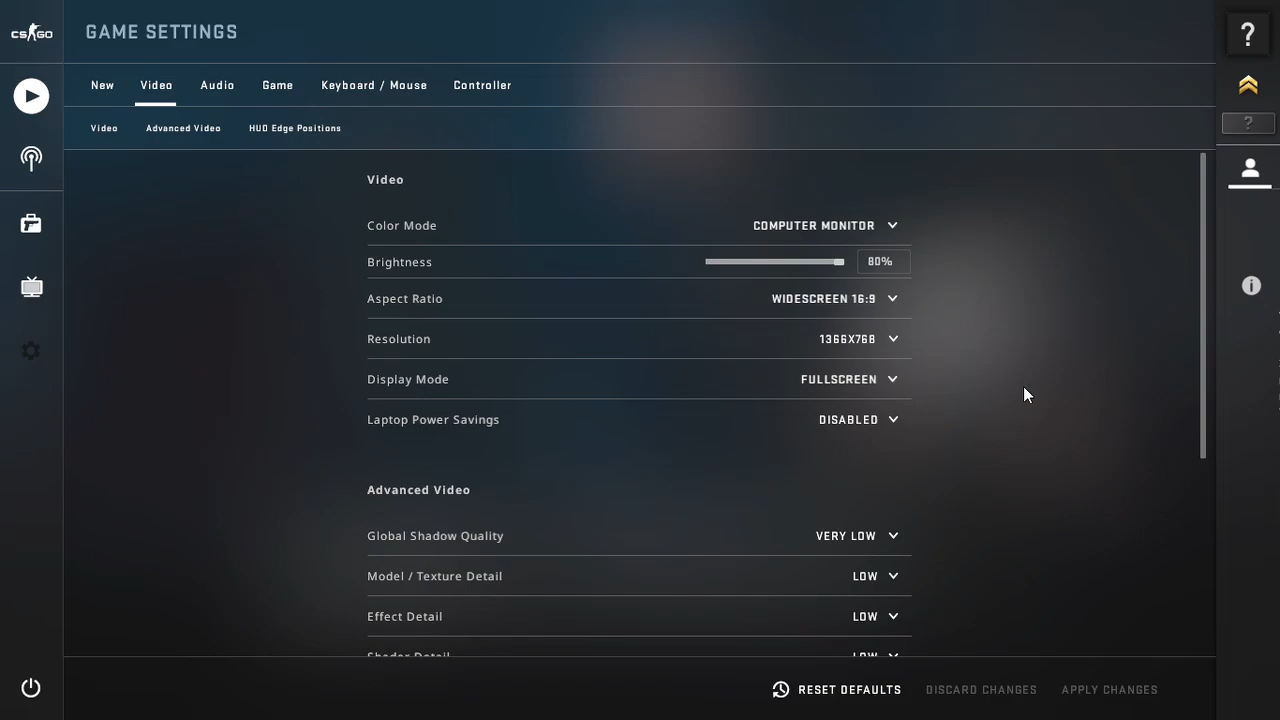 CS GO
GAME SETTINGS
?
New Video Audio Game Keyboard / Mouse Controller
Video Advanced Video HUD Edge Positions
?
Video
Color Mode COMPUTER MONITOR
Brightness 80%
Aspect Ratio WIDESCREEN 16:9
Resolution 1366X768
Display Mode FULLSCREEN
Laptop Power Savings DISABLED
Advanced Video
Global Shadow Quality VERY LOW
Model / Texture Detail LOW
Effect Detail LOW
Shader Detail LOW
RESET DEFAULTS DISCARD CHANGES APPLY CHANGES